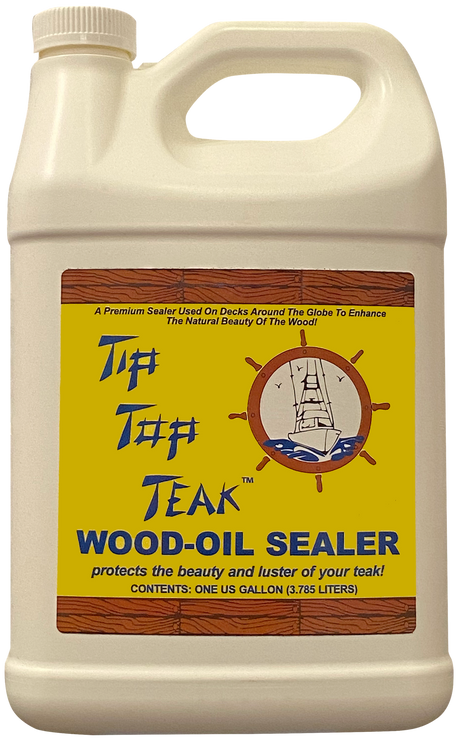 A Premium Sealer Used On Decks Around The Globe To Enhance
The Natural Beauty Of The Wood!
TIP
TOP
TEAK™
WOOD-OIL SEALER
protects the beauty and luster of your teak!
CONTENTS: ONE US GALLON (3.785 LITERS)